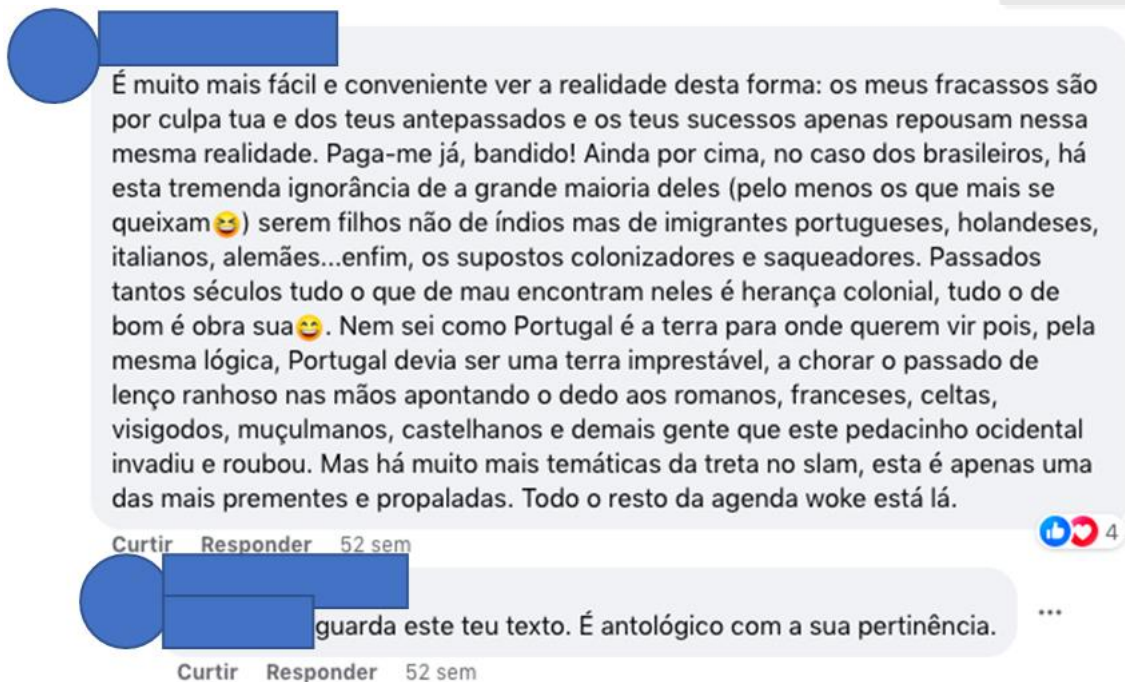 É muito mais fácil e conveniente ver a realidade desta forma: os meus fracassos são
por culpa tua e dos teus antepassados e os teus sucessos apenas repousam nessa
mesma realidade. Paga-me já, bandido! Ainda por cima, no caso dos brasileiros, há
esta tremenda ignorância de a grande maioria deles (pelo menos os que mais se
queixam😆) serem filhos não de índios mas de imigrantes portugueses, holandeses,
italianos, alemães...enfim, os supostos colonizadores e saqueadores. Passados
tantos séculos tudo o que de mau encontram neles é herança colonial, tudo o de
bom é obra sua😄. Nem sei como Portugal é a terra para onde querem vir pois, pela
mesma lógica, Portugal devia ser uma terra imprestável, a chorar o passado de
lenço ranhoso nas mãos apontando o dedo aos romanos, franceses, celtas,
visigodos, muçulmanos, castelhanos e demais gente que este pedacinho ocidental
invadiu e roubou. Mas há muito mais temáticas da treta no slam, esta é apenas uma
das mais prementes e propaladas. Todo o resto da agenda woke está lá.
4
Curtir Responder 52 sem
guarda este teu texto. É antológico com a sua pertinência.
Curtir Responder 52 sem